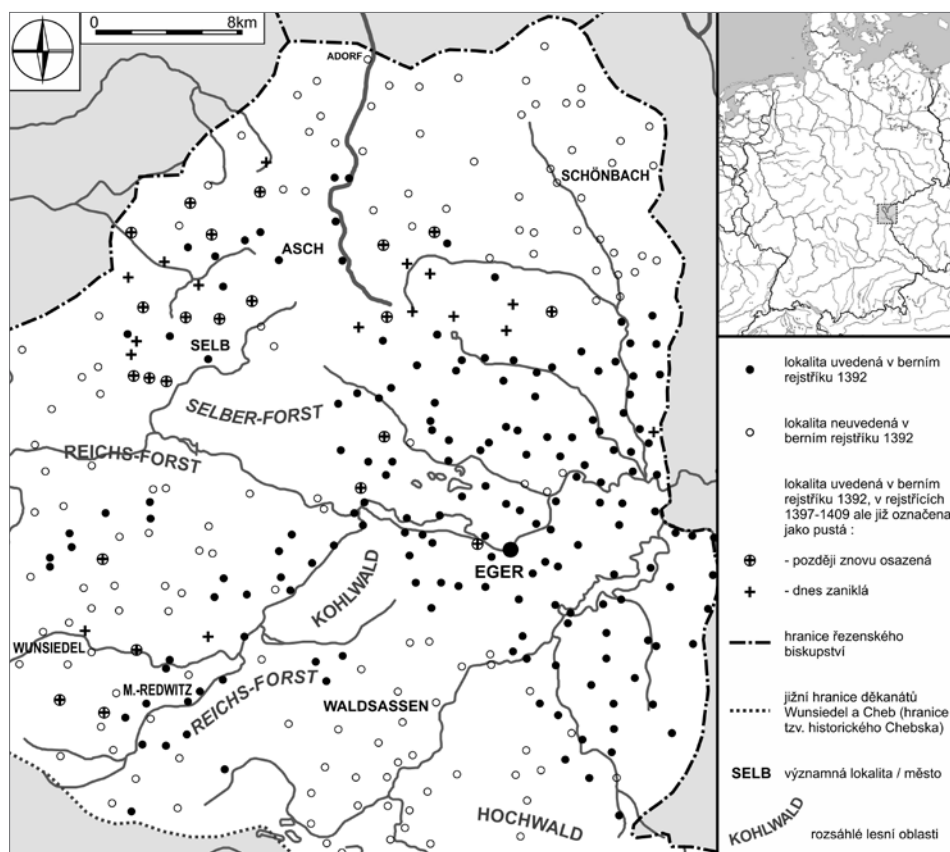 0 8km
ADORF
SCHÖNBACH
ASCH
SELB
SELBER-FORST
REICHS-FORST
EGER
KOHLWALD
WUNSIEDEL
M.-REDWITZ
REICHS-FORST
WALDSASSEN
HOCHWALD
lokalita uvedená v berním
rejstříku 1392
lokalita neuvedená v
berním rejstříku 1392
lokalita uvedená v berním
rejstříku 1392, v rejstřících
1397-1409 ale již označena
jako pustá :
- později znovu osazená
- dnes zaniklá
hranice řezenského
biskupství
jižní hranice děkanátů
Wunsiedel a Cheb (hranice
tzv. historického Chebska)
SELB významná lokalita / město
KOHLWALD rozsáhlé lesní oblasti